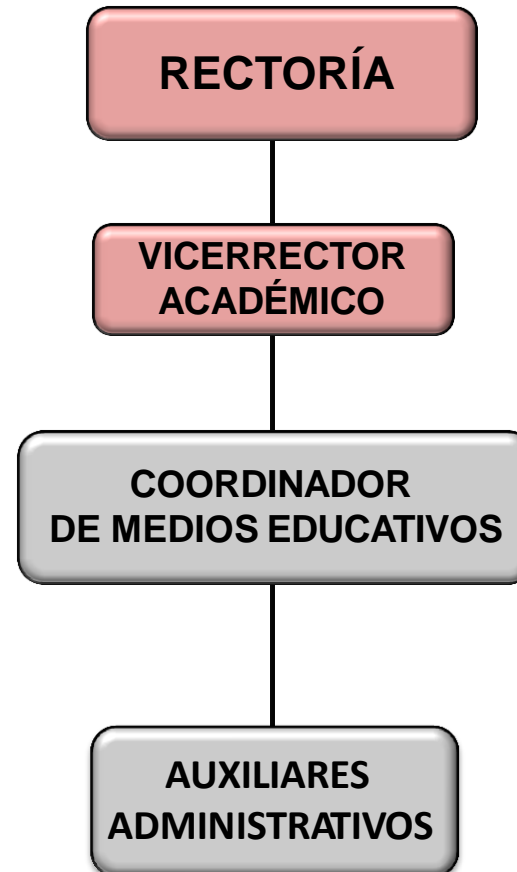 RECTORÍA
VICERRECTOR
ACADÉMICO
COORDINADOR
DE MEDIOS EDUCATIVOS
AUXILIARES
ADMINISTRATIVOS